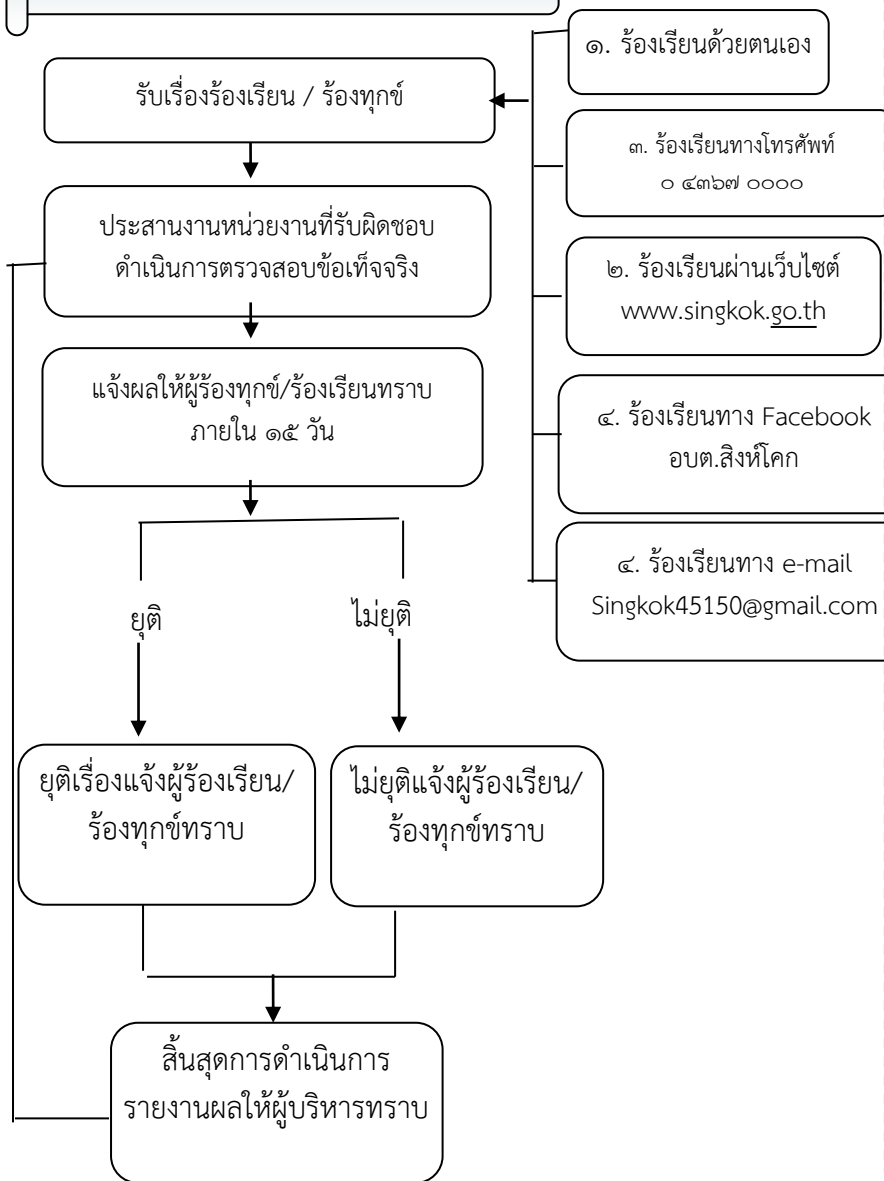 ๑. ร้องเรียนด้วยตนเอง
รับเรื่องร้องเรียน / ร้องทุกข์
๓. ร้องเรียนทางโทรศัพท์
๐ ๔๓๖๗ ๐๐๐๐
ประสานงานหน่วยงานที่รับผิดชอบ
ดำเนินการตรวจสอบข้อเท็จจริง
๒. ร้องเรียนผ่านเว็บไซต์
www.singkok.go.th
แจ้งผลให้ผู้ร้องทุกข์/ร้องเรียนทราบ
ภายใน ๑๕ วัน
๔. ร้องเรียนทาง Facebook
อบต.สิงห์โคก
๔. ร้องเรียนทาง e-mail
Singkok45150@gmail.com
ยุติ
ไม่ยุติ
ยุติเรื่องแจ้งผู้ร้องเรียน/
ร้องทุกข์ทราบ
ไม่ยุติแจ้งผู้ร้องเรียน/
ร้องทุกข์ทราบ
สิ้นสุดการดำเนินการ
รายงานผลให้ผู้บริหารทราบ